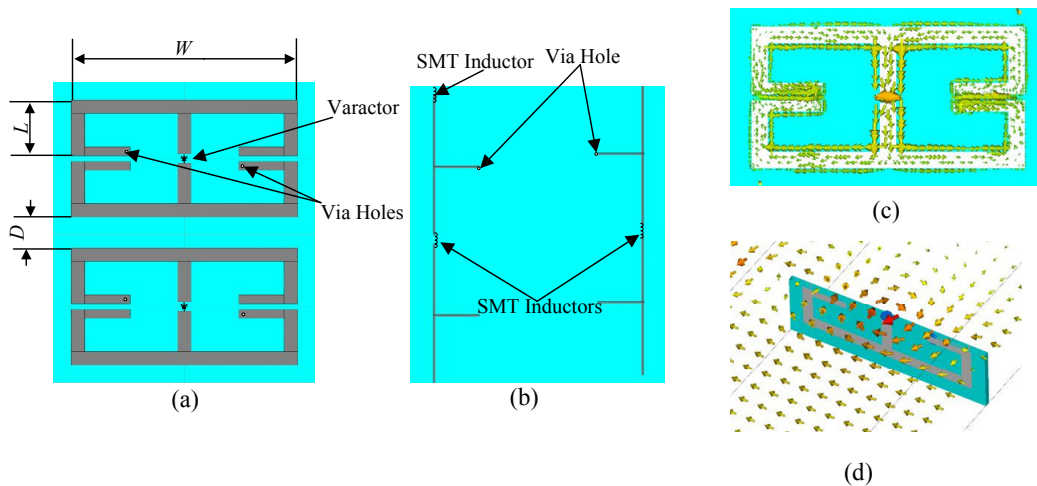 W
L
D
Varactor
Via Holes
(a)
SMT Inductor
Via Hole
SMT Inductors
(b)
(c)
(d)